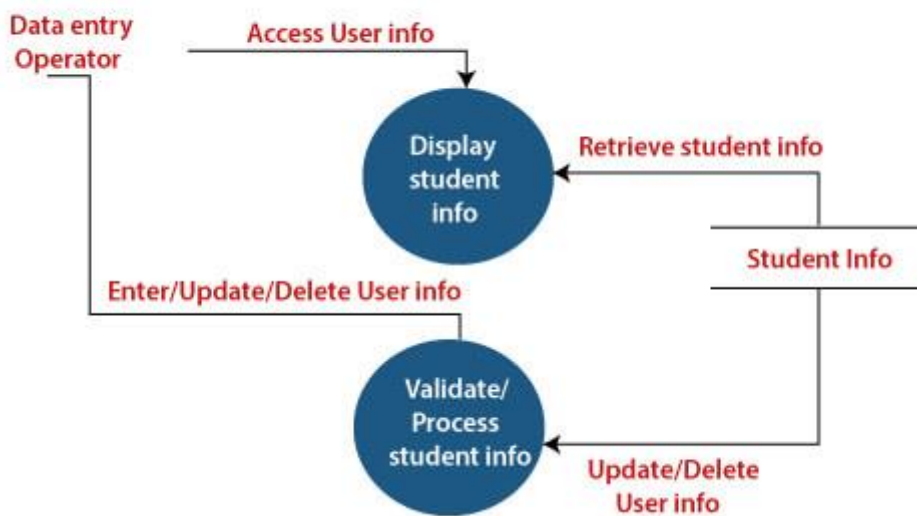 Data entry
Operator
Access User info
Display
student
info
Retrieve student info
Student Info
Enter/Update/Delete User info
Validate/
Process
student info
Update/Delete
User info